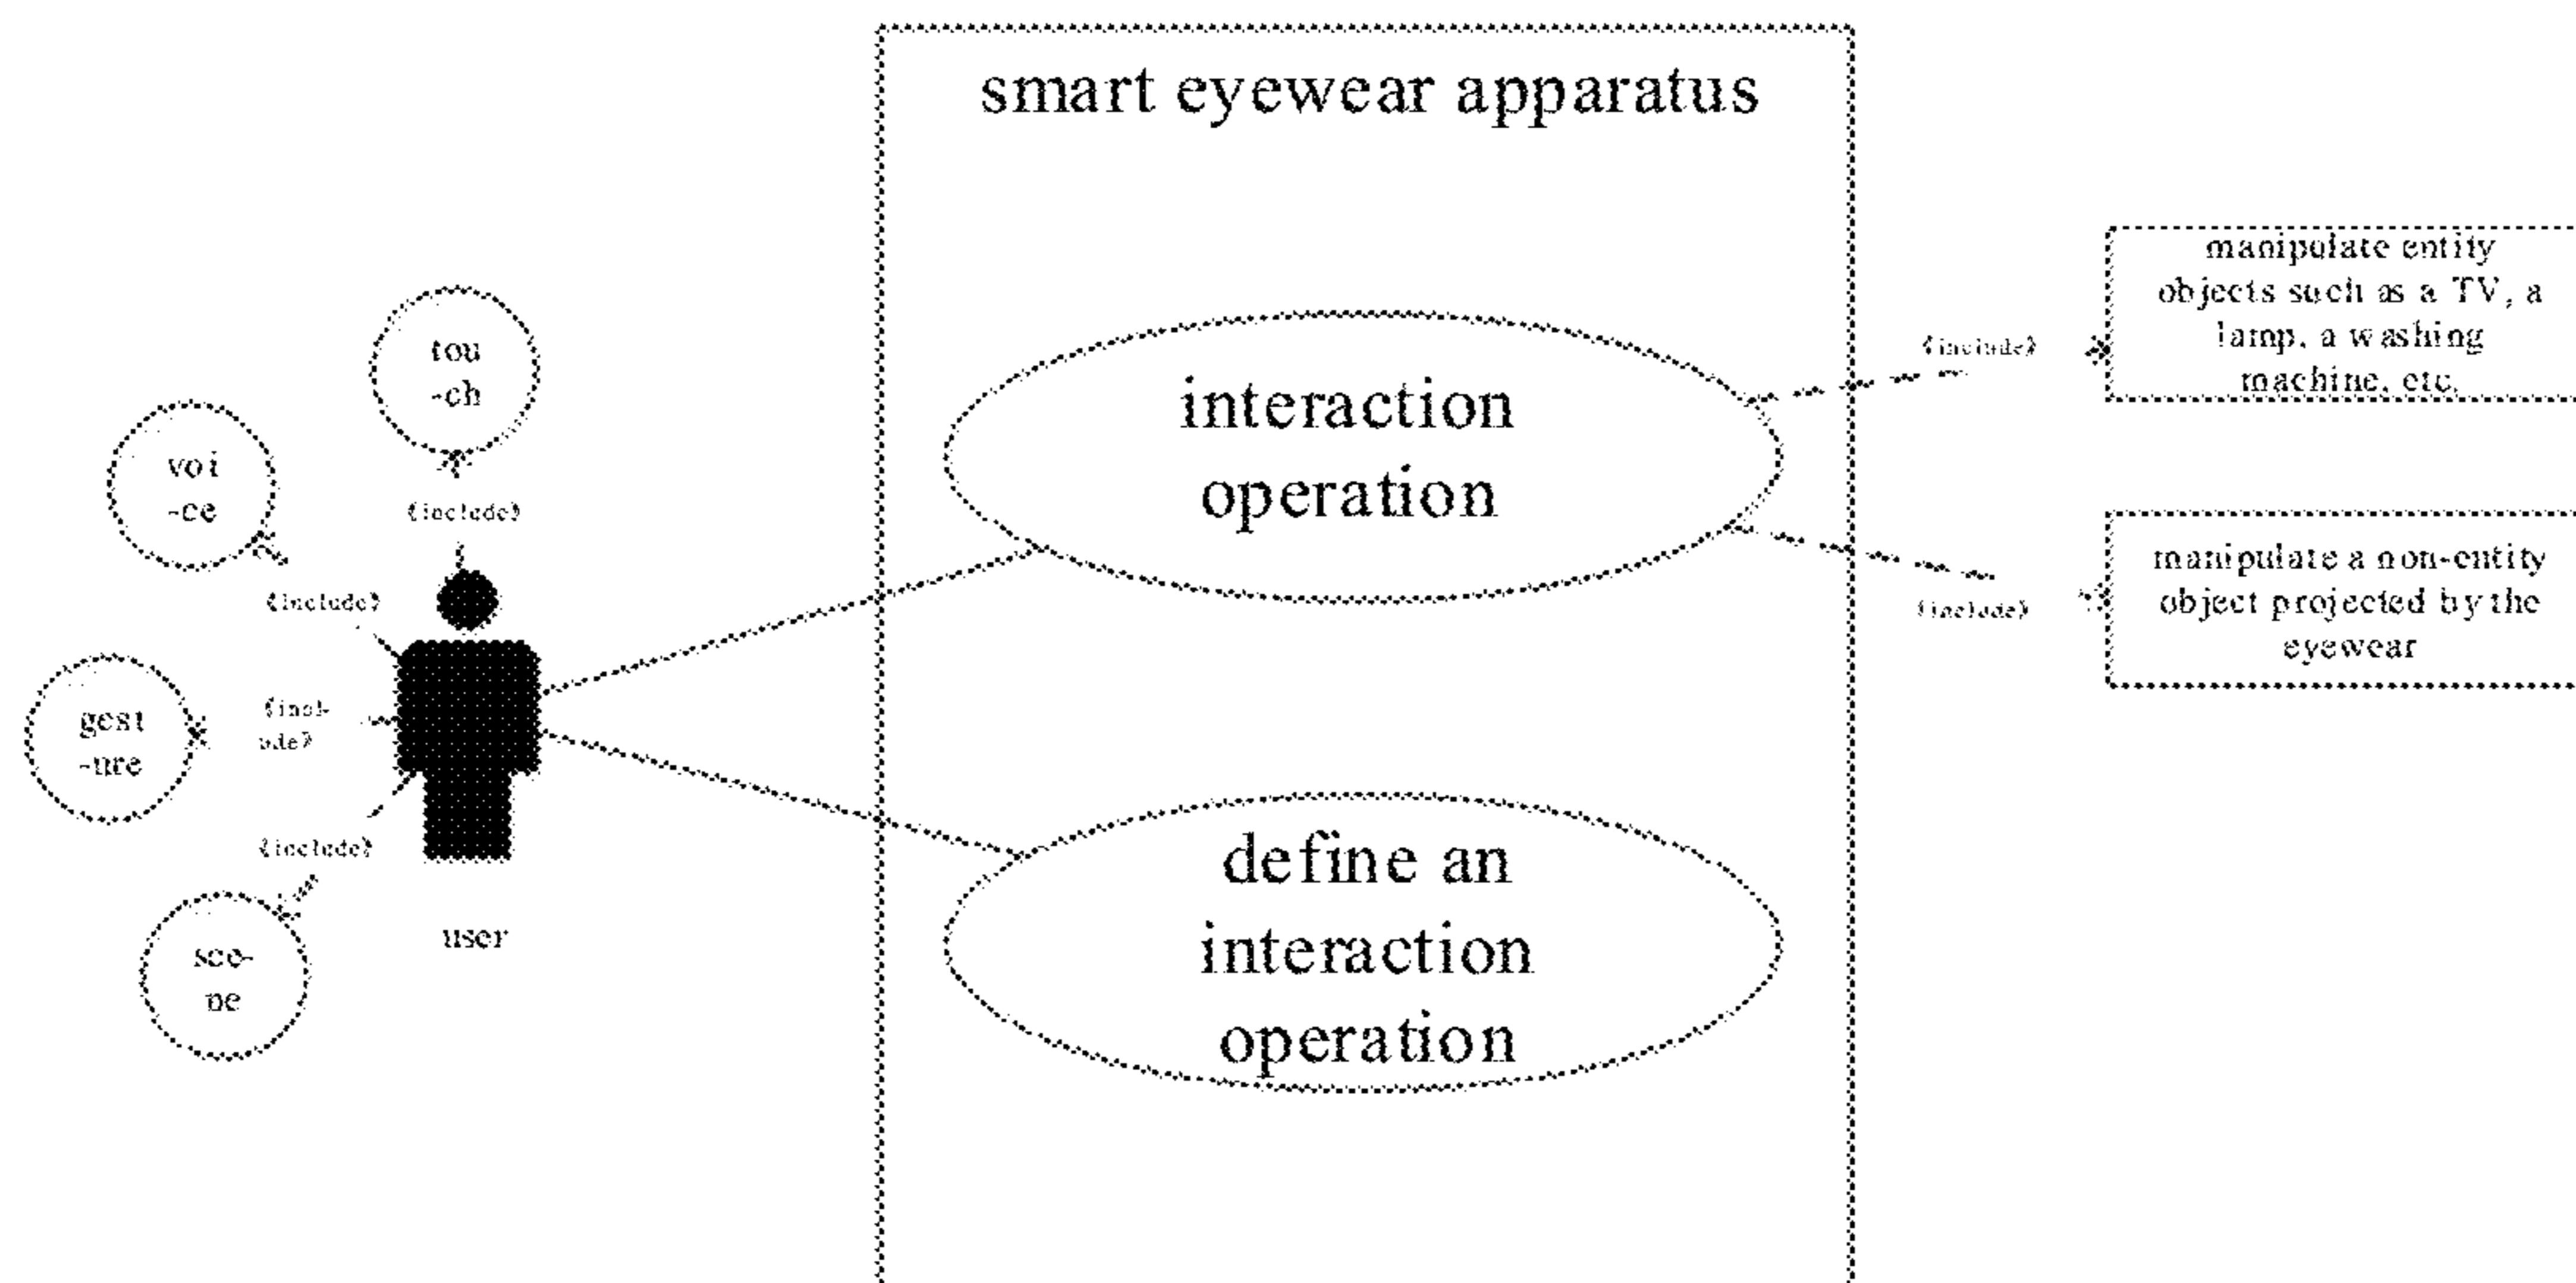 smart eyewear apparatus
tou
-ch
{include}
voi
-ce
{include}
gest
-ure
{incl-
ude}
sce-
ne
{include}
user
interaction
operation
define an
interaction
operation
{include}
manipulate entity
objects such as a TV, a
lamp, a washing
machine, etc.
{include}
manipulate a non-entity
object projected by the
eyewear